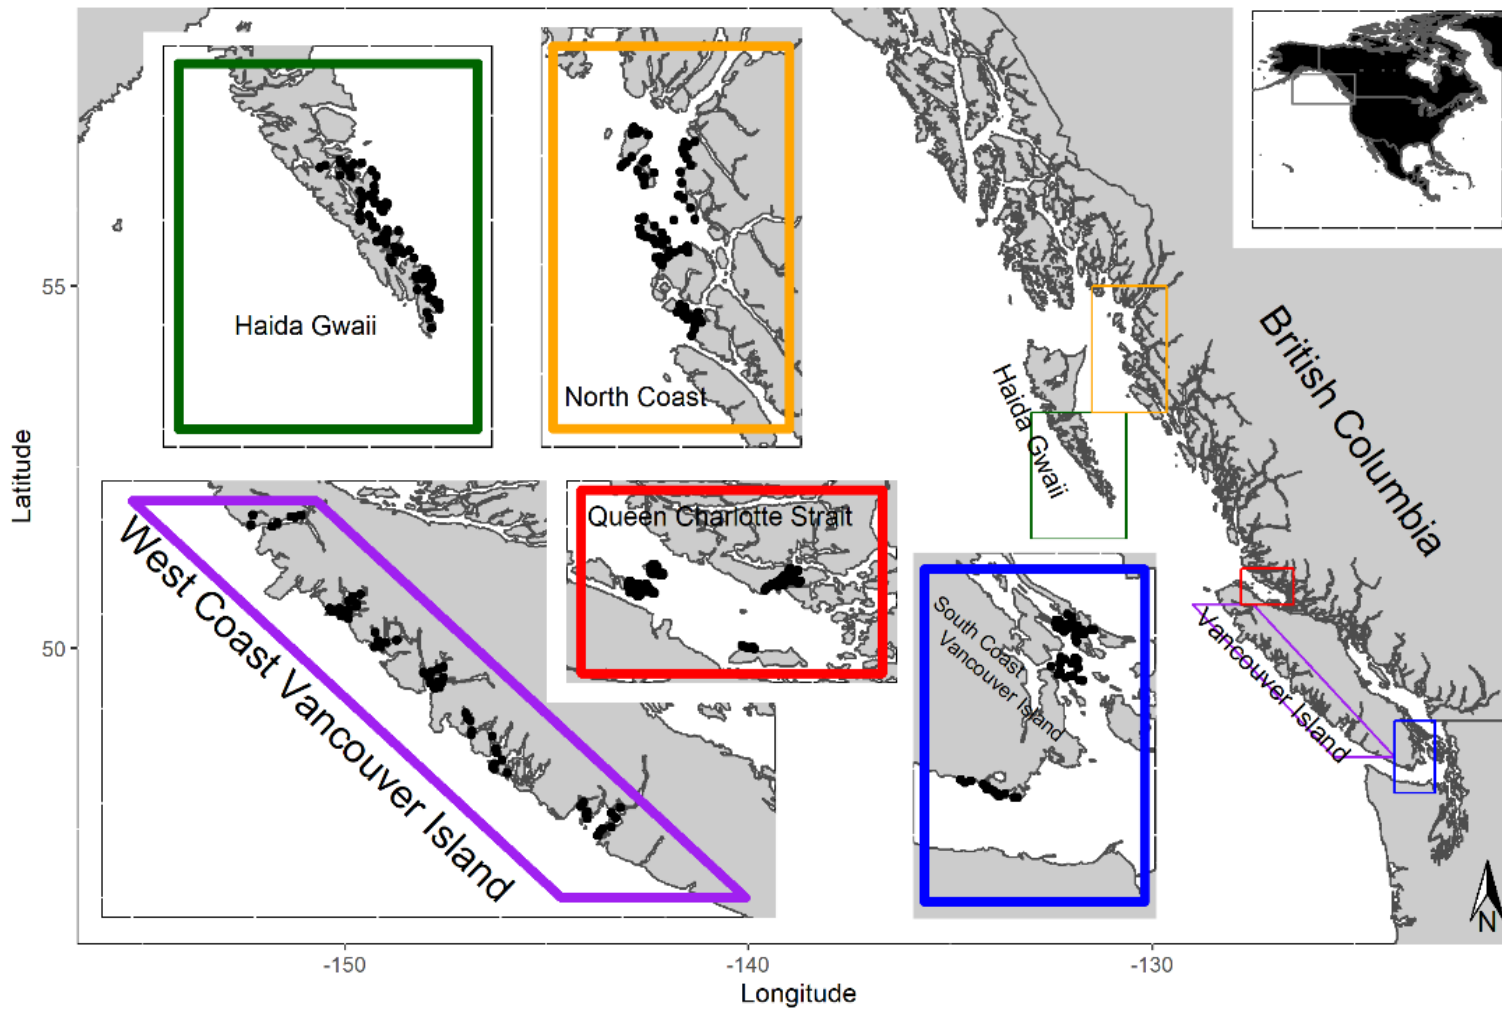 Haida Gwaii
North Coast
West Coast Vancouver Island
Queen Charlotte Strait
South Coast
Vancouver Island
Haida Gwaii
British Columbia
Vancouver Island
N
55
50
Latitude
-150
-140
-130
Longitude